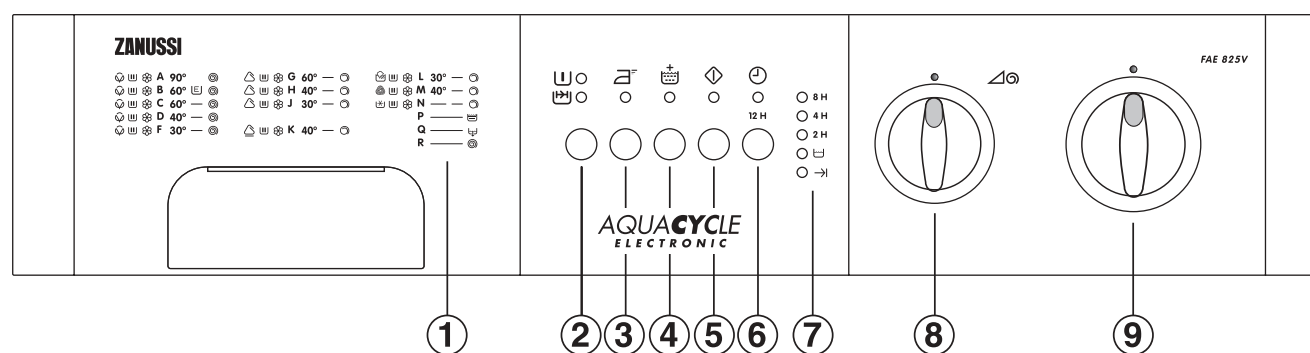 ZANUSSI
A 90°
B 60° E
C 60° —
D 40° —
F 30° —
G 60° —
H 40° —
J 30° —
K 40° —
L 30° —
M 40° —
N —
P —
Q —
R —
12 H
8 H
4 H
2 H
AQUACYCLE
ELECTRONIC
FAE 825V
1 2 3 4 5 6 7 8 9